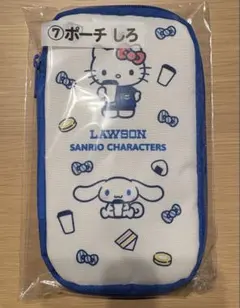 ⑦ポーチ しろ
LAWSON
SANRIO CHARACTERS